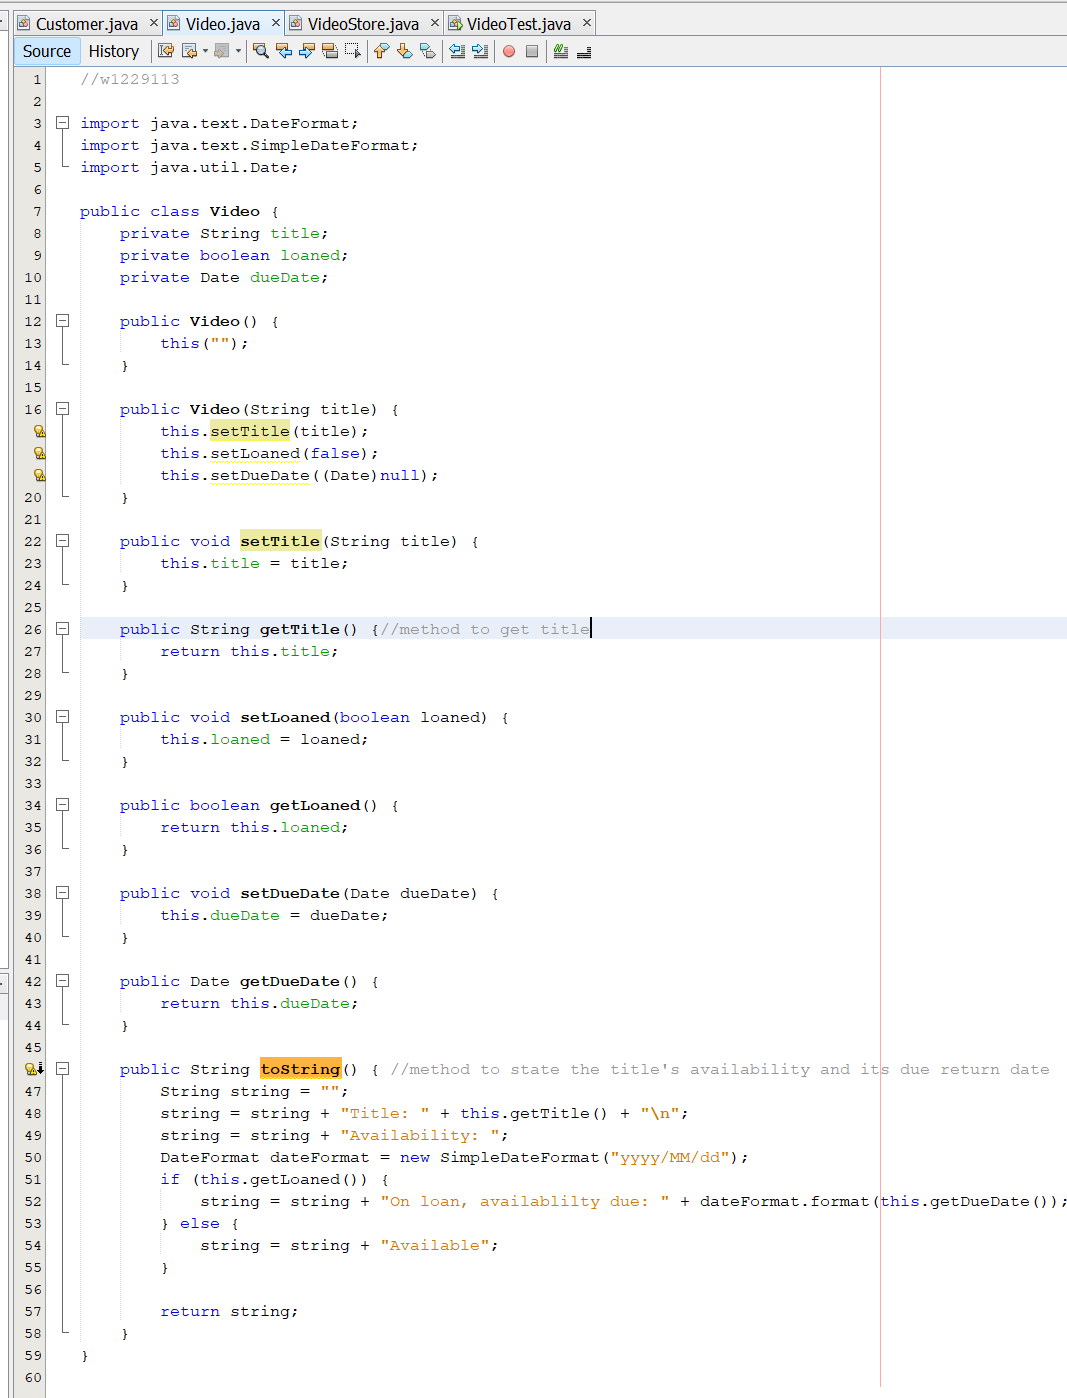 Customer.java × Video.java × VideoStore.java × VideoTest.java ×
Source History
1 //w1229113
2
3 import java.text.DateFormat;
4 import java.text.SimpleDateFormat;
5 import java.util.Date;
6
7 public class Video {
8 private String title;
9 private boolean loaned;
10 private Date dueDate;
11
12 public Video() {
13 this("");
14 }
15
16 public Video(String title) {
this.setTitle(title);
this.setLoaned(false);
this.setDueDate((Date)null);
20 }
21
22 public void setTitle(String title) {
23 this.title = title;
24 }
25
26 public String getTitle() {//method to get title
27 return this.title;
28 }
29
30 public void setLoaned(boolean loaned) {
31 this.loaned = loaned;
32 }
33
34 public boolean getLoaned() {
35 return this.loaned;
36 }
37
38 public void setDueDate(Date dueDate) {
39 this.dueDate = dueDate;
40 }
41
42 public Date getDueDate() {
43 return this.dueDate;
44 }
45
public String toString() { //method to state the title's availability and its due return date
47 String string = "";
48 string = string + "Title: " + this.getTitle() + "\n";
49 string = string + "Availability: ";
50 DateFormat dateFormat = new SimpleDateFormat("yyyy/MM/dd");
51 if (this.getLoaned()) {
52 string = string + "On loan, availablilty due: " + dateFormat.format(this.getDueDate());
53 } else {
54 string = string + "Available";
55 }
56
57 return string;
58 }
59 }
60